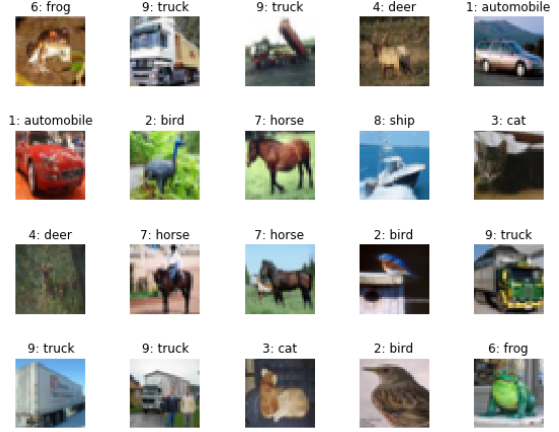 6: frog 9: truck 9: truck 4: deer 1: automobile
1: automobile 2: bird 7: horse 8: ship 3: cat
4: deer 7: horse 7: horse 2: bird 9: truck
9: truck 9: truck 3: cat 2: bird 6: frog